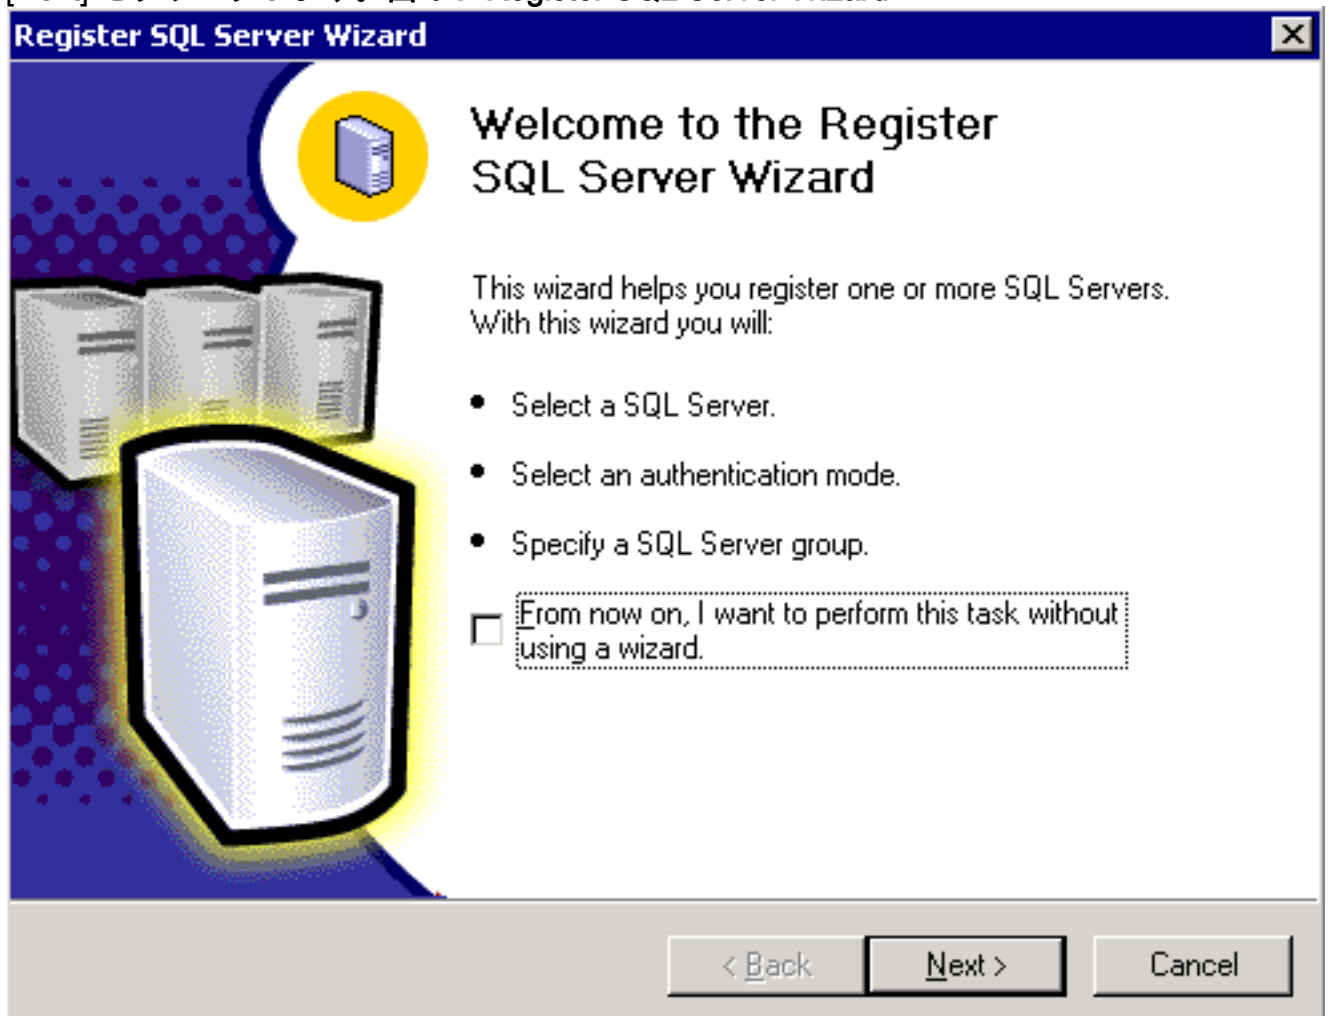 Register SQL Server Wizard
Welcome to the Register
SQL Server Wizard
This wizard helps you register one or more SQL Servers.
With this wizard you will:
• Select a SQL Server.
• Select an authentication mode.
• Specify a SQL Server group.
From now on, I want to perform this task without
using a wizard.
< Back
Next >
Cancel